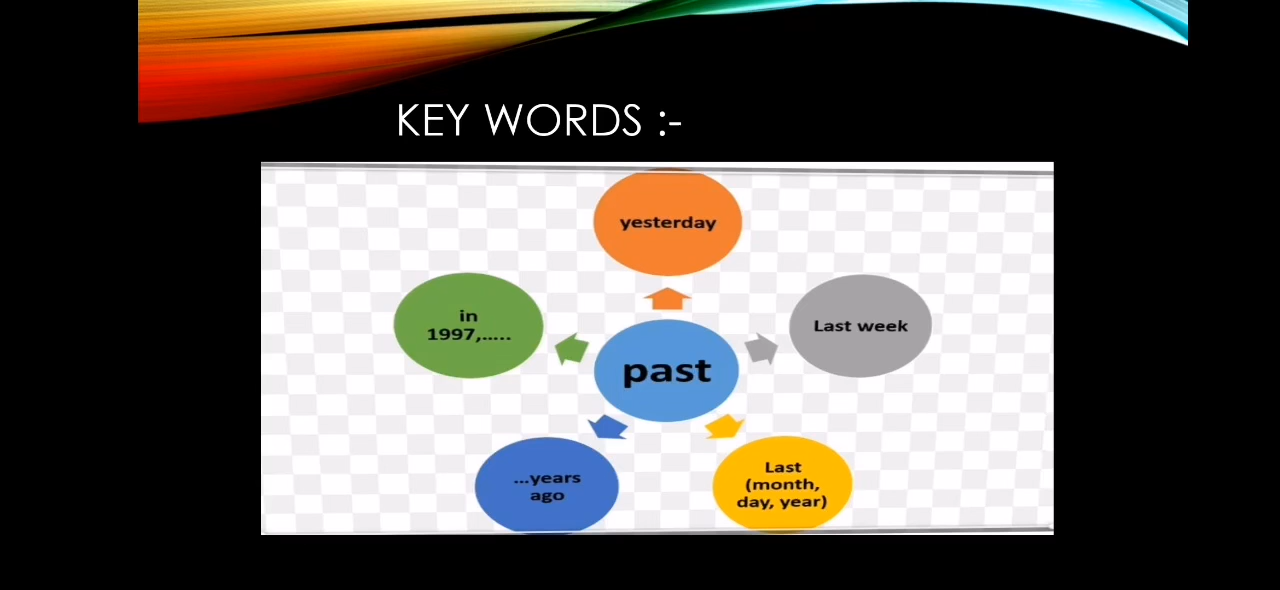 KEY WORDS :-
yesterday
in
1997,.....
Last week
past
...years
ago
Last
(month,
day, year)